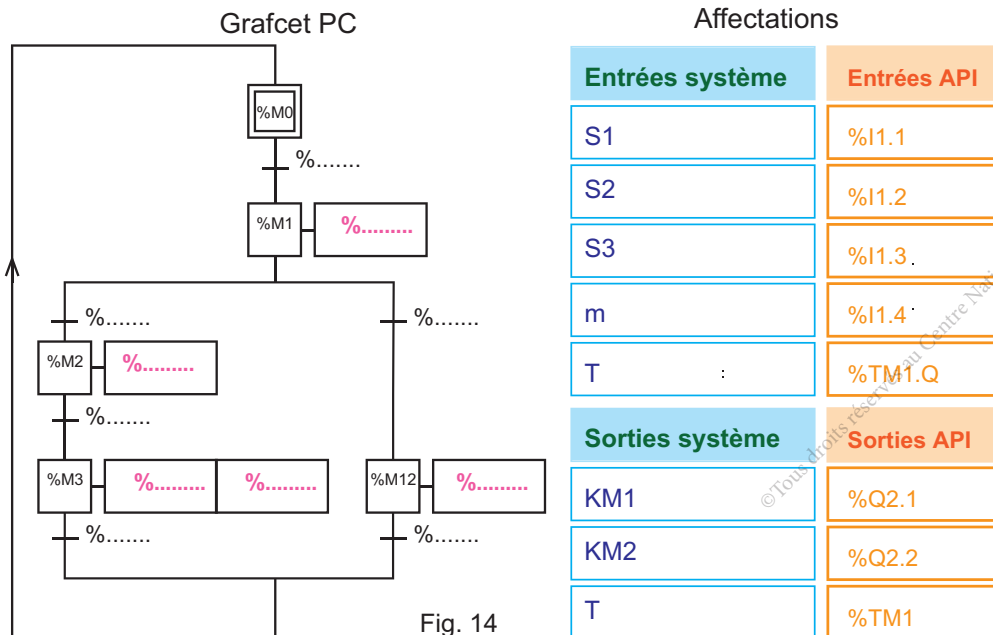 Grafcet PC
%M0
%.......
%M1
%.........
%.......
%.......
%M2
%.........
%.......
%M3
%.........
%.........
%M12
%.........
%.......
%.......
Fig. 14
Affectations
Entrées système
Entrées API
S1
%I1.1
S2
%I1.2
S3
%I1.3
m
%I1.4
T
:
%TM1.Q
Sorties système
Sorties API
KM1
%Q2.1
KM2
%Q2.2
T
%TM1
©Tous droits réservés au Centre Nati